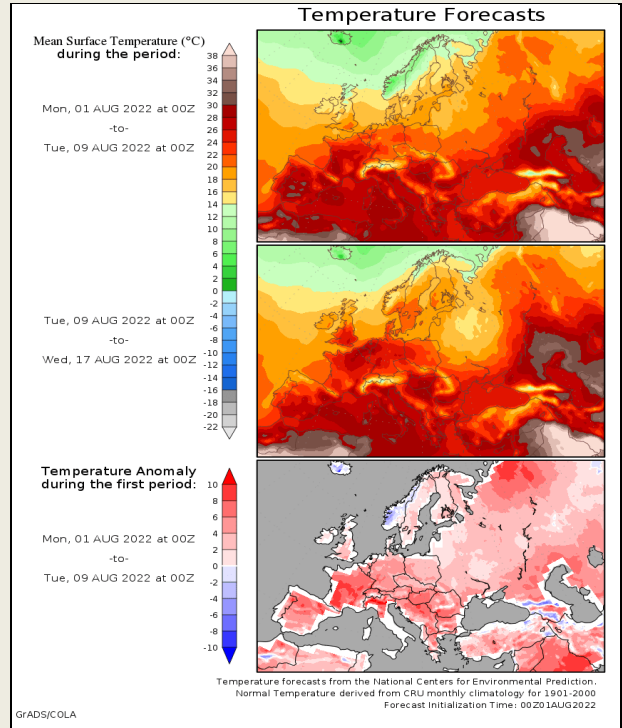 Temperature Forecasts
Mean Surface Temperature (°C)
during the period:
38
36
34
32
30
28
26
24
22
20
18
16
14
12
10
8
6
4
2
0
-2
-4
-6
-8
-10
-12
-14
-16
-18
-20
-22
Mon, 01 AUG 2022 at 00Z
-to-
Tue, 09 AUG 2022 at 00Z
Tue, 09 AUG 2022 at 00Z
-to-
Wed, 17 AUG 2022 at 00Z
Temperature Anomaly
during the first period:
10
8
6
4
2
0
-2
-4
-6
-8
-10
Mon, 01 AUG 2022 at 00Z
-to-
Tue, 09 AUG 2022 at 00Z
Temperature forecasts from the National Centers for Environmental Prediction.
Normal Temperature derived from CRU monthly climatology for 1901-2000
Forecast Initialization Time: 00Z01AUG2022
GrADS/COLA